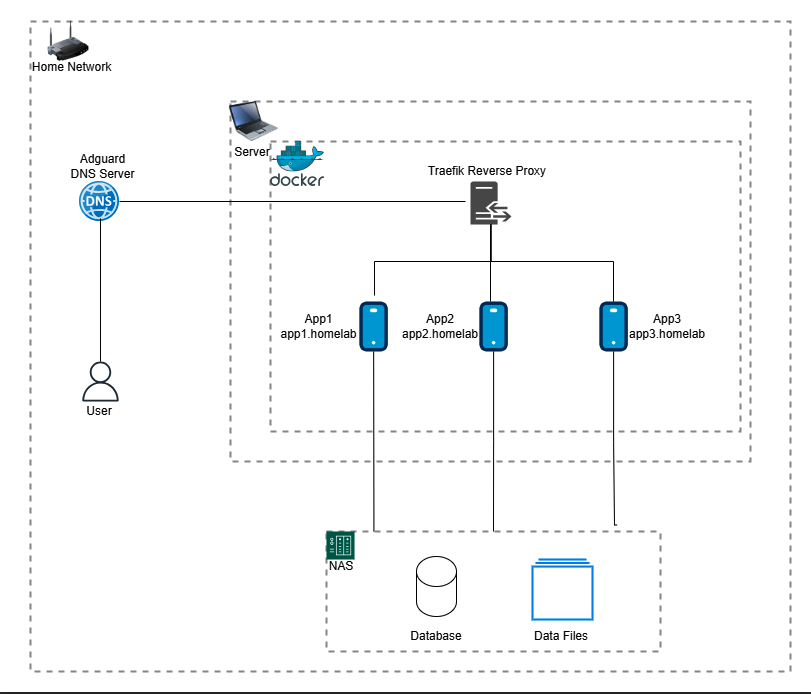 Home Network
Server
docker
Adguard
DNS Server
DNS
Traefik Reverse Proxy
App1
app1.homelab
App2
app2.homelab
App3
app3.homelab
User
NAS
Database
Data Files